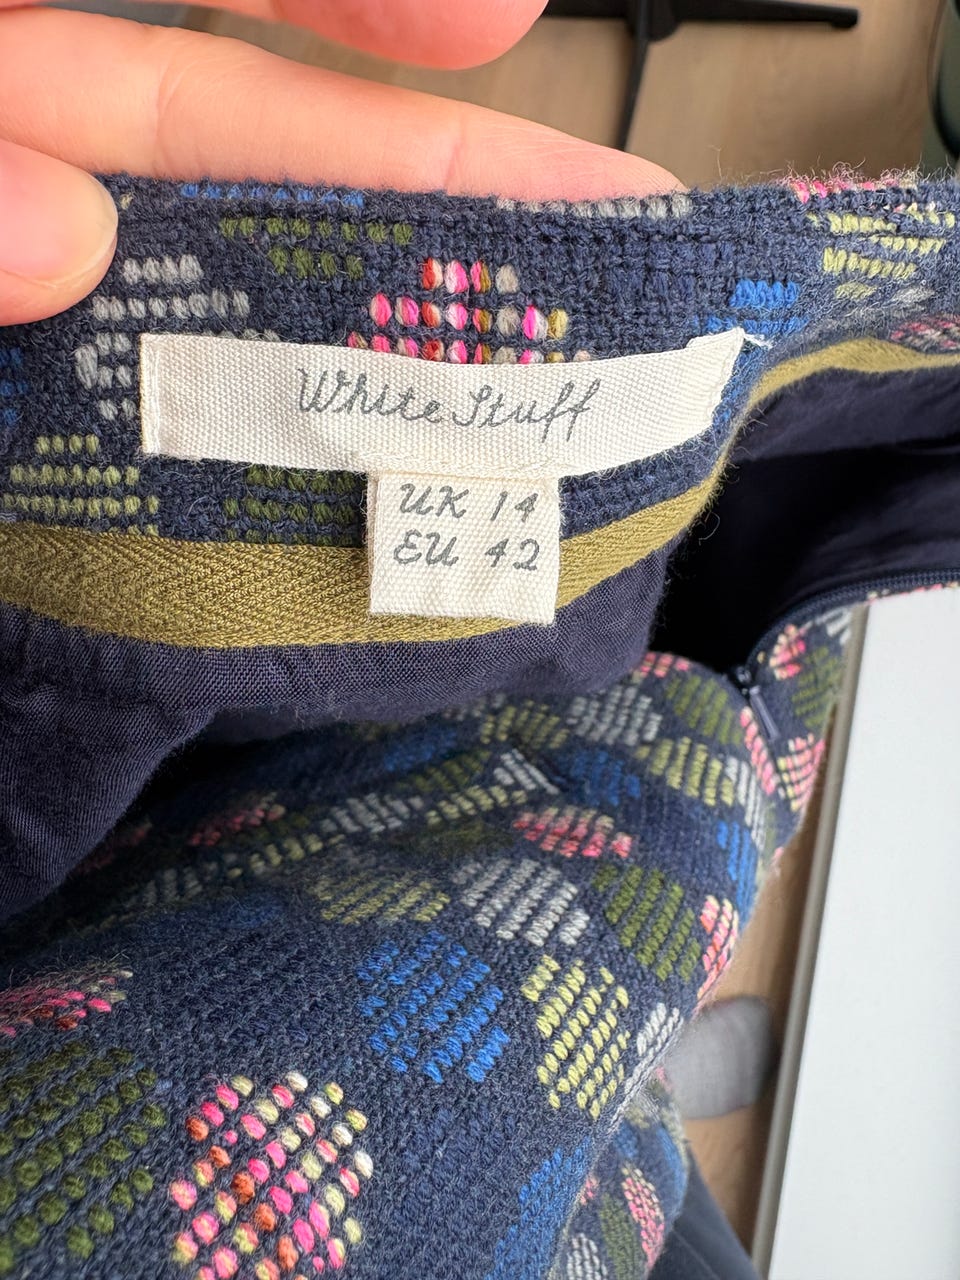 White Stuff
UK 14
EU 42